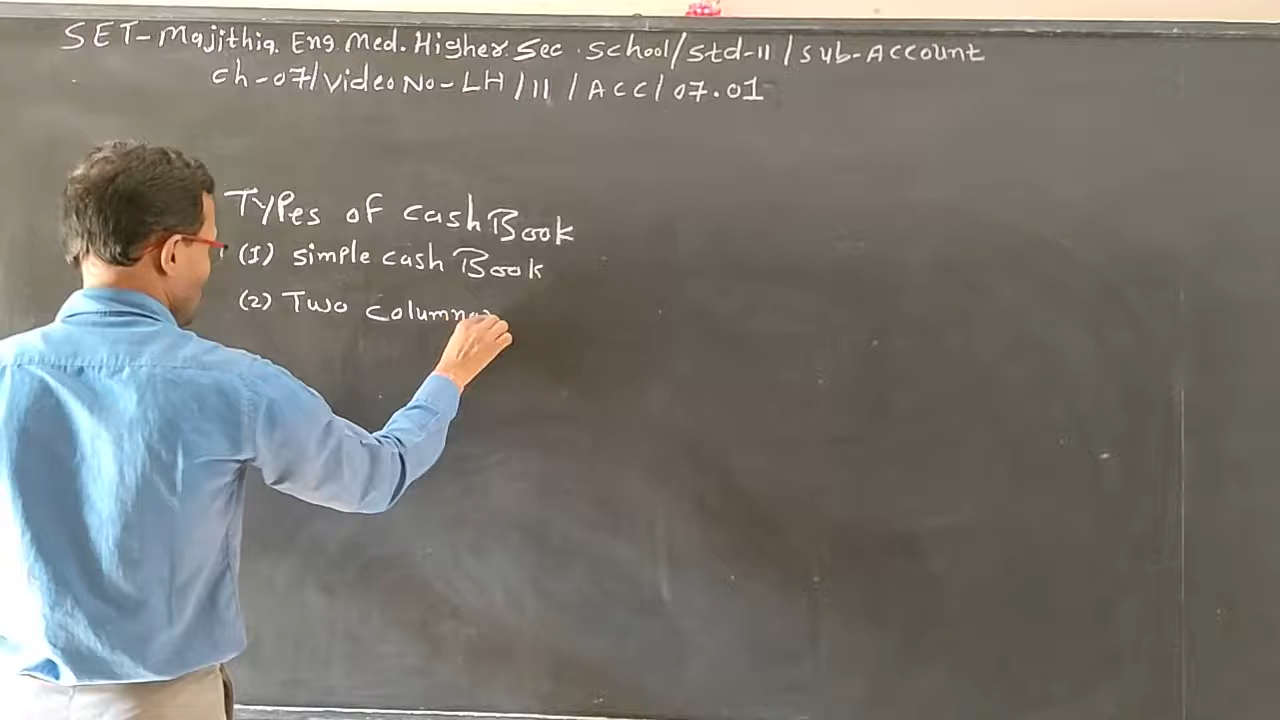 SET-Majithia. Eng. Med. Higher. Sec. School/Std-11/Sub-Account
Ch-07/Video No-LH/11/ACC/07.01
Types of cash Book
(1) simple cash Book
(2) Two columna